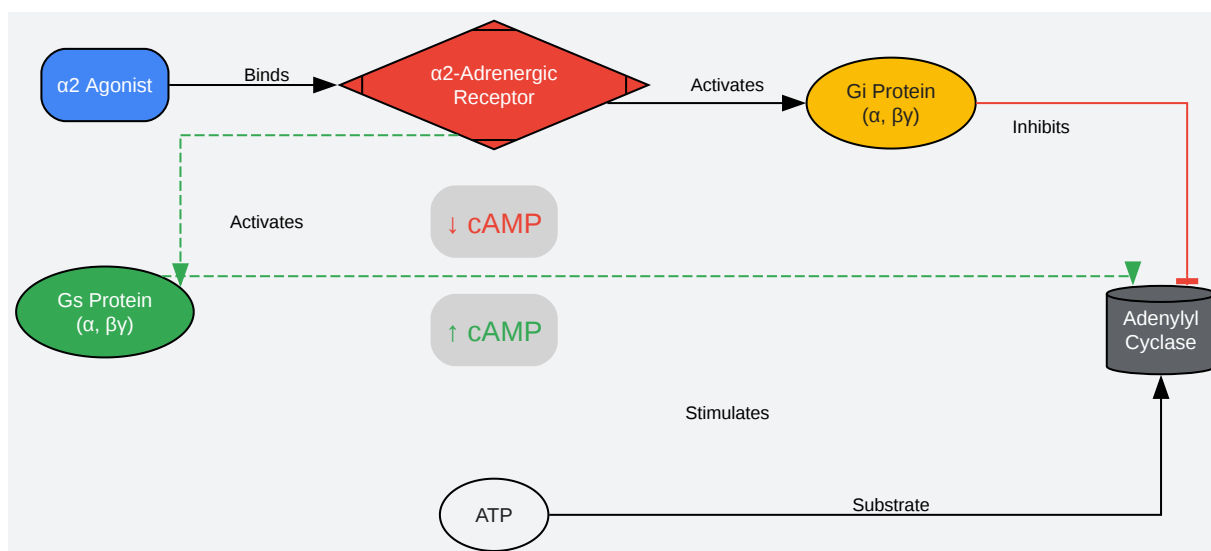 α2 Agonist
Binds
α2-Adrenergic
Receptor
Activates
Gi Protein
(α, βγ)
Inhibits
Activates
↓ cAMP
Gs Protein
(α, βγ)
↑ cAMP
Adenylyl
Cyclase
Stimulates
ATP
Substrate